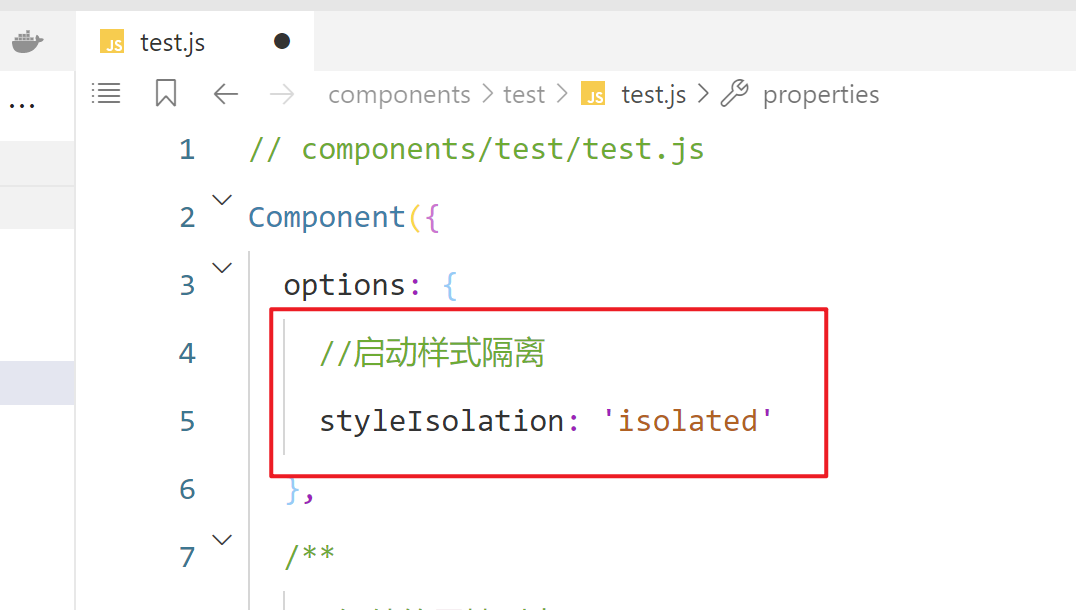 JS test.js
components > test > JS test.js > properties
1 // components/test/test.js
2 Component({
3 options: {
4 //启动样式隔离
5 styleIsolation: 'isolated'
6 },
7 /**